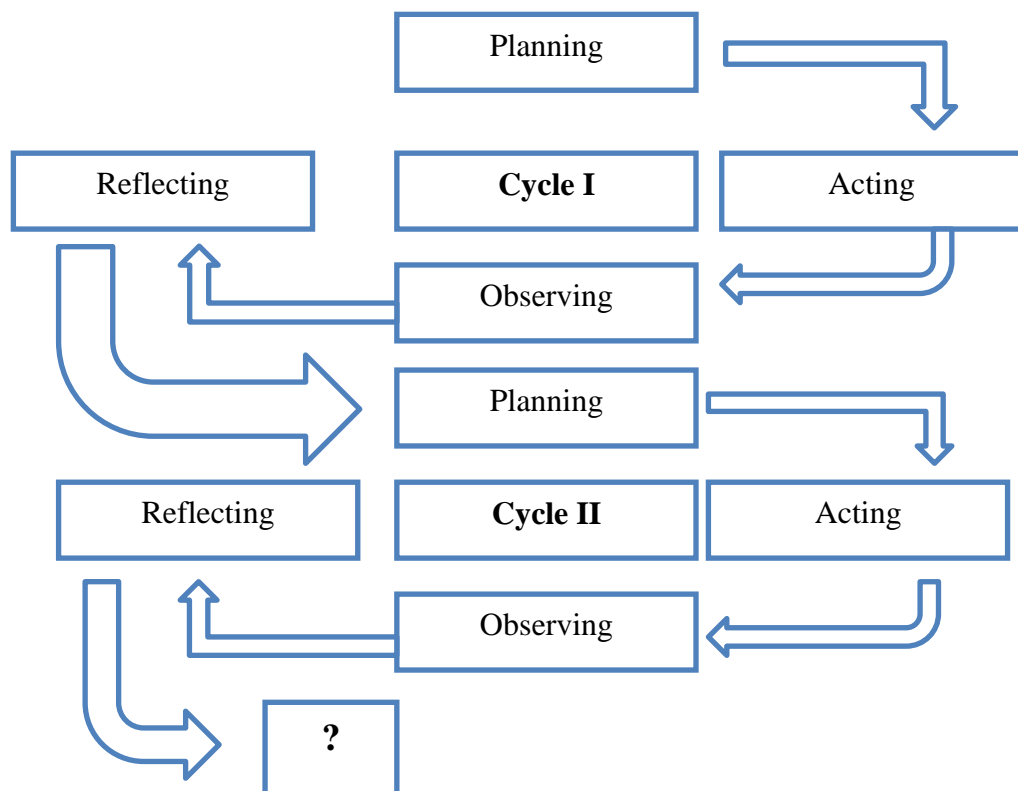 Planning
Reflecting
Cycle I
Acting
Observing
Planning
Reflecting
Cycle II
Acting
Observing
?